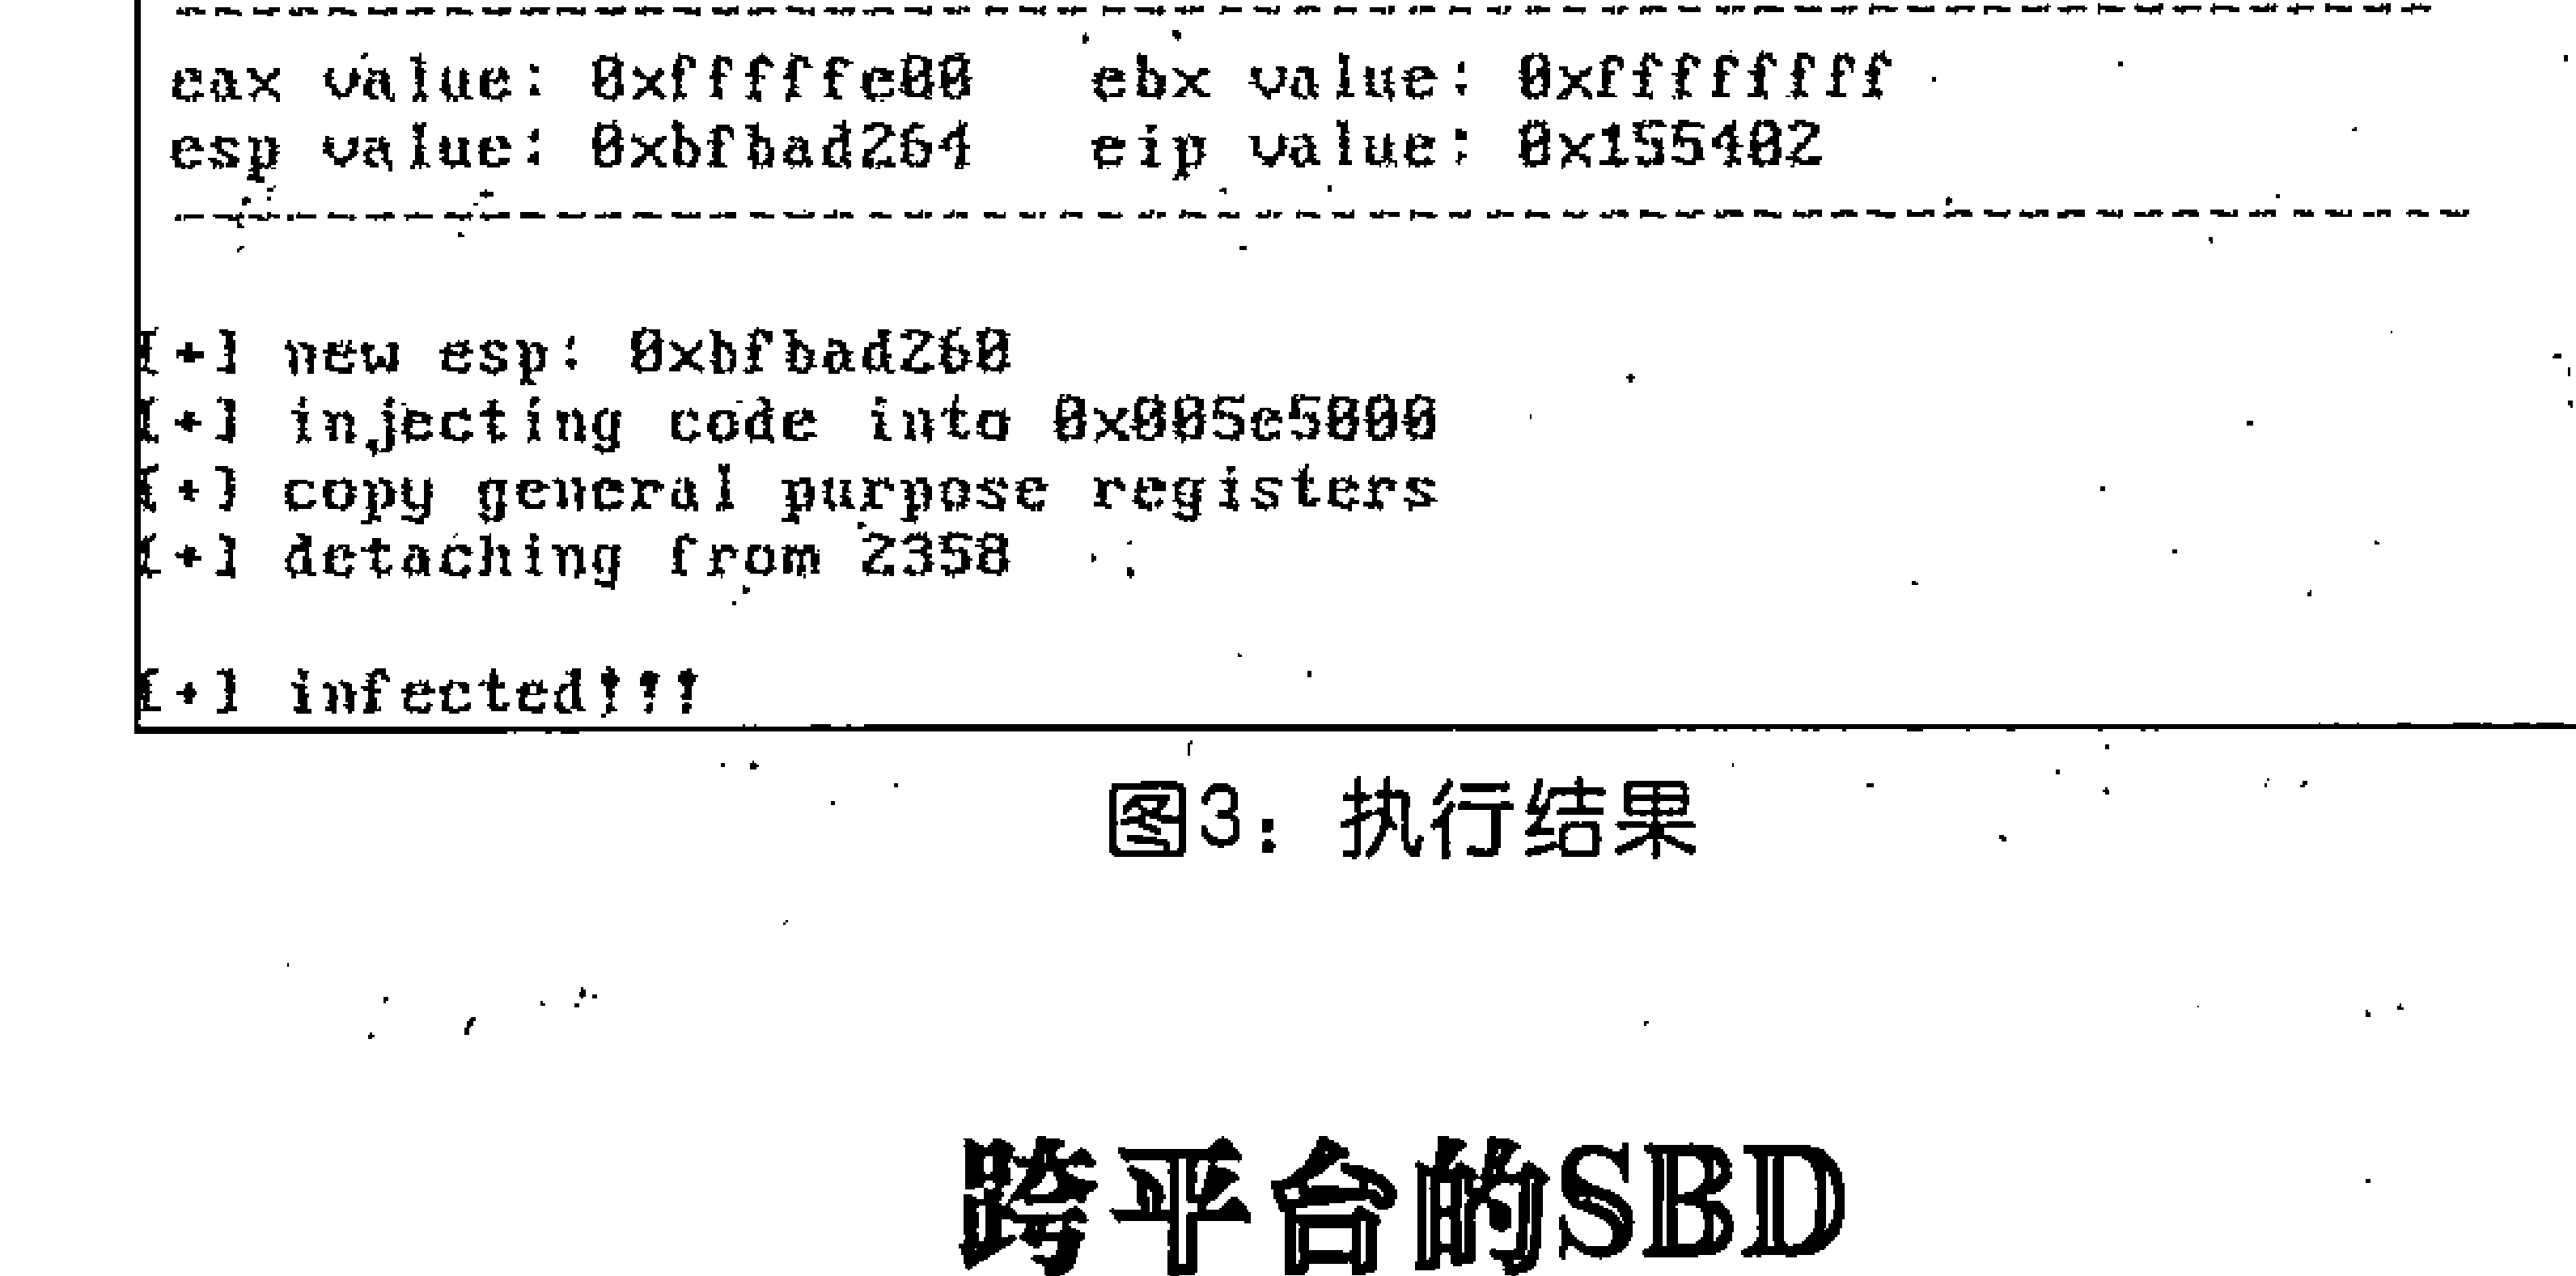 eax value: 0xfffffe00 ebx value: 0xffffffff
esp value: 0xbfbad264 eip value: 0x155402
[+] new esp: 0xbfbad260
[+] injecting code into 0x005e5000
[+] copy general purpose registers
[+] detaching from 2358
[+] infected!!!
图3：执行结果
跨平台的SBD